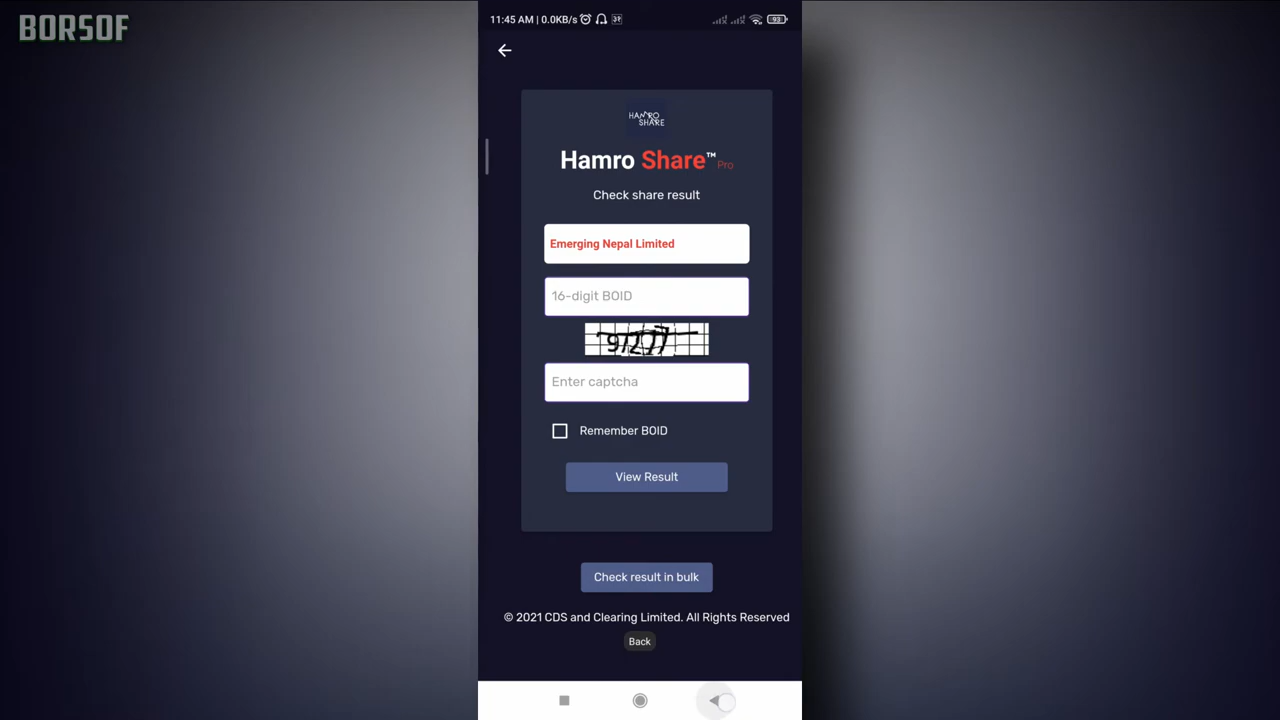 BORSOF
11:45 AM | 0.0KB/s
93
HAMRO
SHARE
Hamro Share™ Pro
Check share result
Emerging Nepal Limited
16-digit BOID
Enter captcha
Remember BOID
View Result
Check result in bulk
© 2021 CDS and Clearing Limited. All Rights Reserved
Back